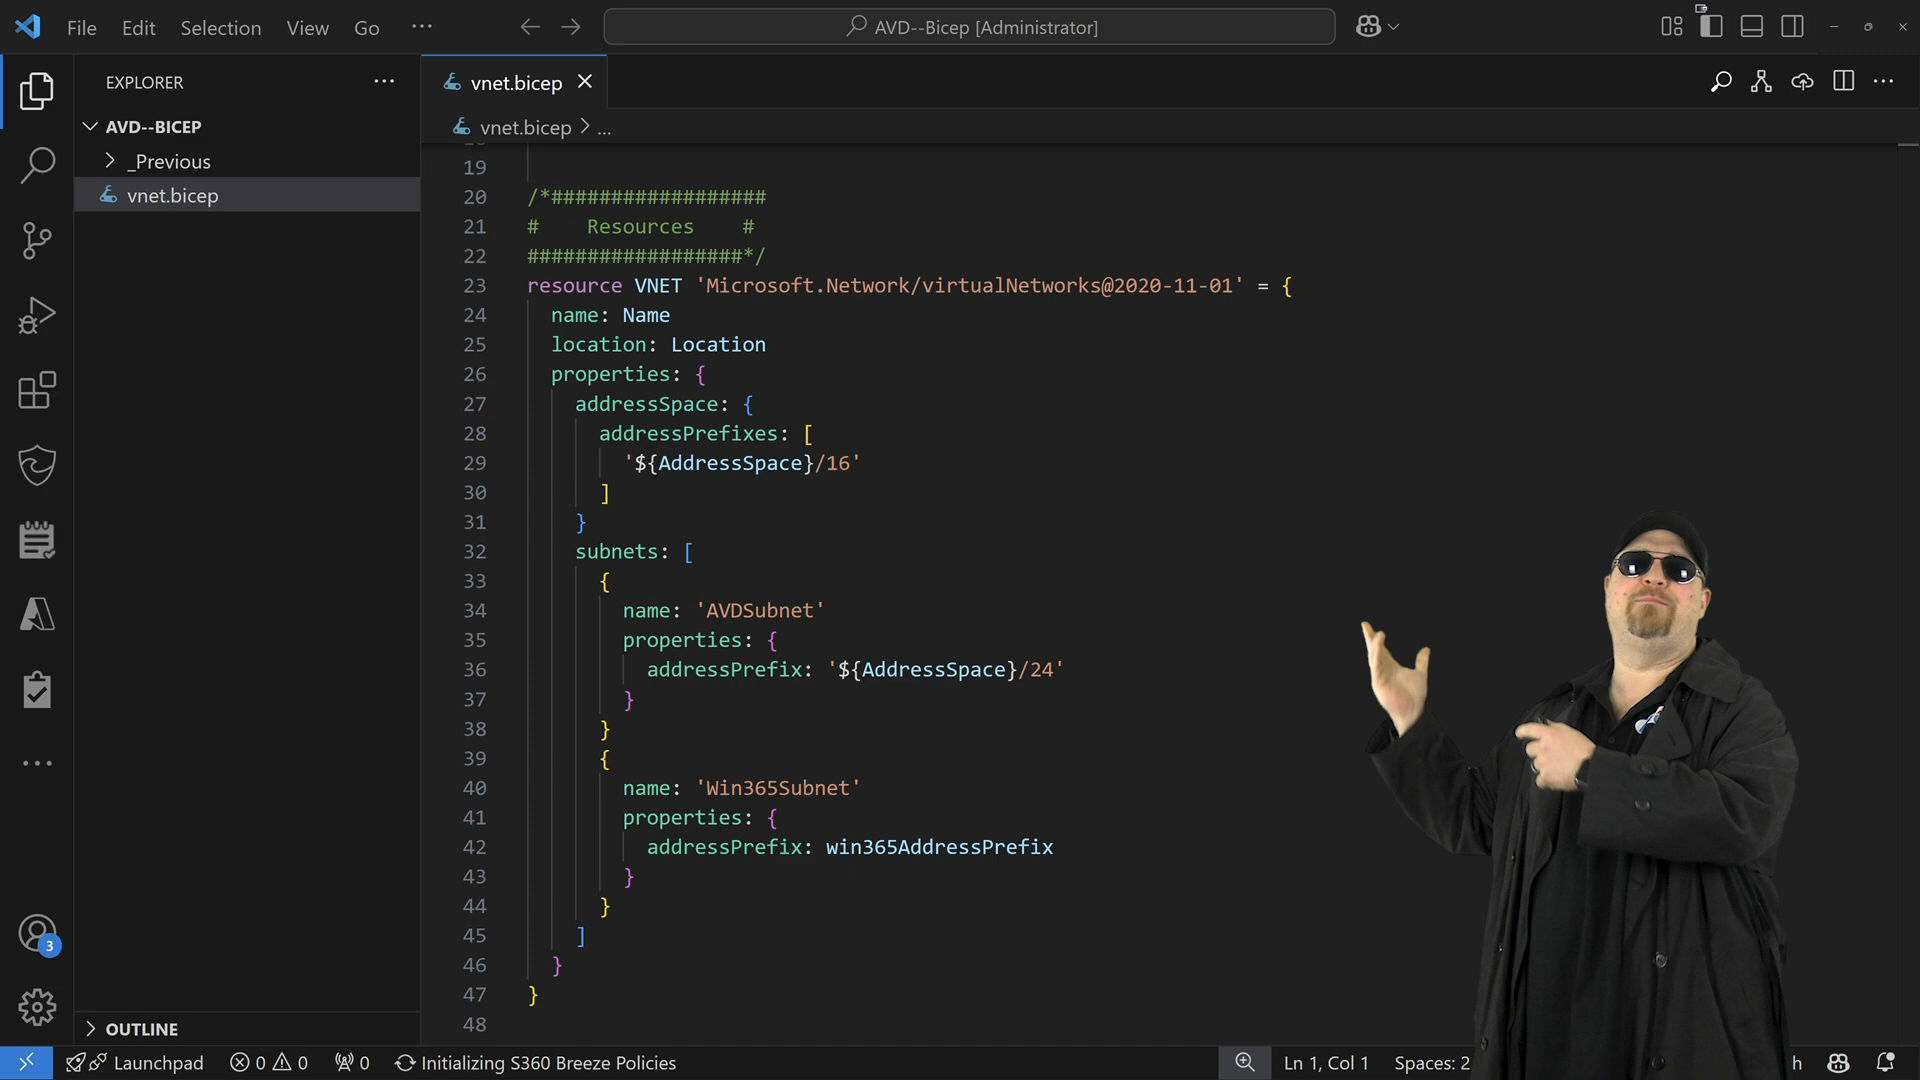 File Edit Selection View Go ···
AVD--Bicep [Administrator]
EXPLORER
AVD--BICEP
_Previous
vnet.bicep
vnet.bicep
vnet.bicep > ...
19
20 /*##################
21 #    Resources    #
22 ##################*/
23 resource VNET 'Microsoft.Network/virtualNetworks@2020-11-01' = {
24   name: Name
25   location: Location
26   properties: {
27     addressSpace: {
28       addressPrefixes: [
29         '${AddressSpace}/16'
30       ]
31     }
32     subnets: [
33       {
34         name: 'AVDSubnet'
35         properties: {
36           addressPrefix: '${AddressSpace}/24'
37         }
38       }
39       {
40         name: 'Win365Subnet'
41         properties: {
42           addressPrefix: win365AddressPrefix
43         }
44       }
45     ]
46   }
47 }
48
3
OUTLINE
Launchpad 0 0 0 Initializing S360 Breeze Policies Ln 1, Col 1 Spaces: 2